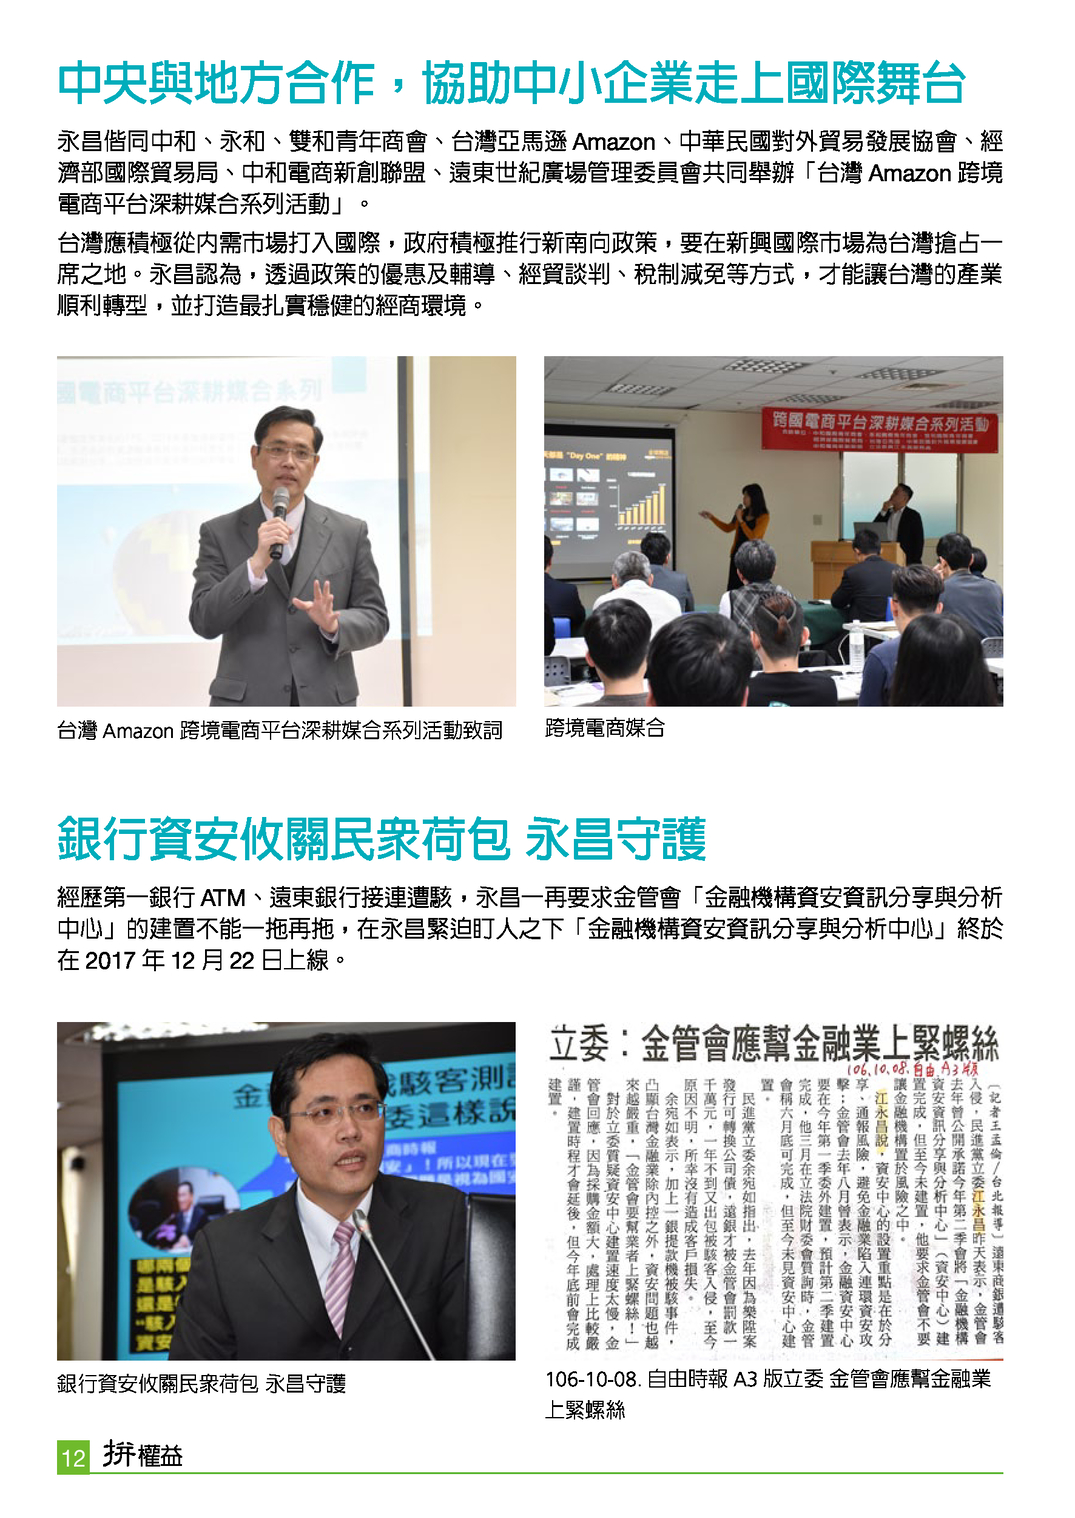 中央與地方合作，協助中小企業走上國際舞台
永昌偕同中和、永和、雙和青年商會、台灣亞馬遜 Amazon、中華民國對外貿易發展協會、經
濟部國際貿易局、中和電商新創聯盟、遠東世紀廣場管理委員會共同舉辦「台灣 Amazon 跨境
電商平台深耕媒合系列活動」。
台灣應積極從內需市場打入國際，政府積極推行新南向政策，要在新興國際市場為台灣搶占一
席之地。永昌認為，透過政策的優惠及輔導、經貿談判、稅制減免等方式，才能讓台灣的產業
順利轉型，並打造最扎實穩健的經商環境。
國電商平台深耕媒合系列
跨國電商平台深耕媒合系列活動
天都是 "Day One" 的精神
台灣 Amazon 跨境電商平台深耕媒合系列活動致詞
跨境電商媒合
銀行資安攸關民眾荷包 永昌守護
經歷第一銀行 ATM、遠東銀行接連遭駭，永昌一再要求金管會「金融機構資安資訊分享與分析
中心」的建置不能一拖再拖，在永昌緊迫盯人之下「金融機構資安資訊分享與分析中心」終於
在 2017 年 12 月 22 日上線。
駭客測
委這樣說
商時報
安」！所以現在
是視為國
哪兩個
是駭入
還是
"駭入
資安
立委：金管會應幫金融業上緊螺絲
106.10.08.自由A3版
〔記者王孟倫／台北報導〕遠東商銀遭駭客
入侵，民進黨立委江永昌昨天表示，金管會
去年曾公開承諾今年第二季會將「金融機構
資安資訊分享與分析中心」（資安中心）建
置完成，但至今未建置，他要求金管會不要
讓金融機構置於風險之中。
江永昌說，資安中心的設置重點是在於分
享、通報風險，避免金融業陷入連環資安攻
擊；金管會去年八月曾表示，金融資安中心
要在今年第一季委外建置，預計第二季建置
完成，他三月在立法院財委會質詢時，金管
會稱六月底可完成，但至今未見資安中心建
置。
民進黨立委余宛如指出，去年因為樂陞案
發行可轉換公司債，遠銀才被金管會罰款一
千萬元，一年不到又出包被駭客入侵，至今
原因不明，所幸沒有造成客戶損失。
余宛如表示，加上一銀提款機被駭事件，
凸顯台灣金融業除內控之外，資安問題也越
來越嚴重，「金管會要幫業者上緊螺絲！」
對於立委質疑資安中心建置速度太慢，金
管會回應，因為採購金額大，處理上比較嚴
謹，建置時程才會延後，但今年底前會完成
建置。
銀行資安攸關民眾荷包 永昌守護
106-10-08. 自由時報 A3 版立委 金管會應幫金融業
上緊螺絲
12 拚權益